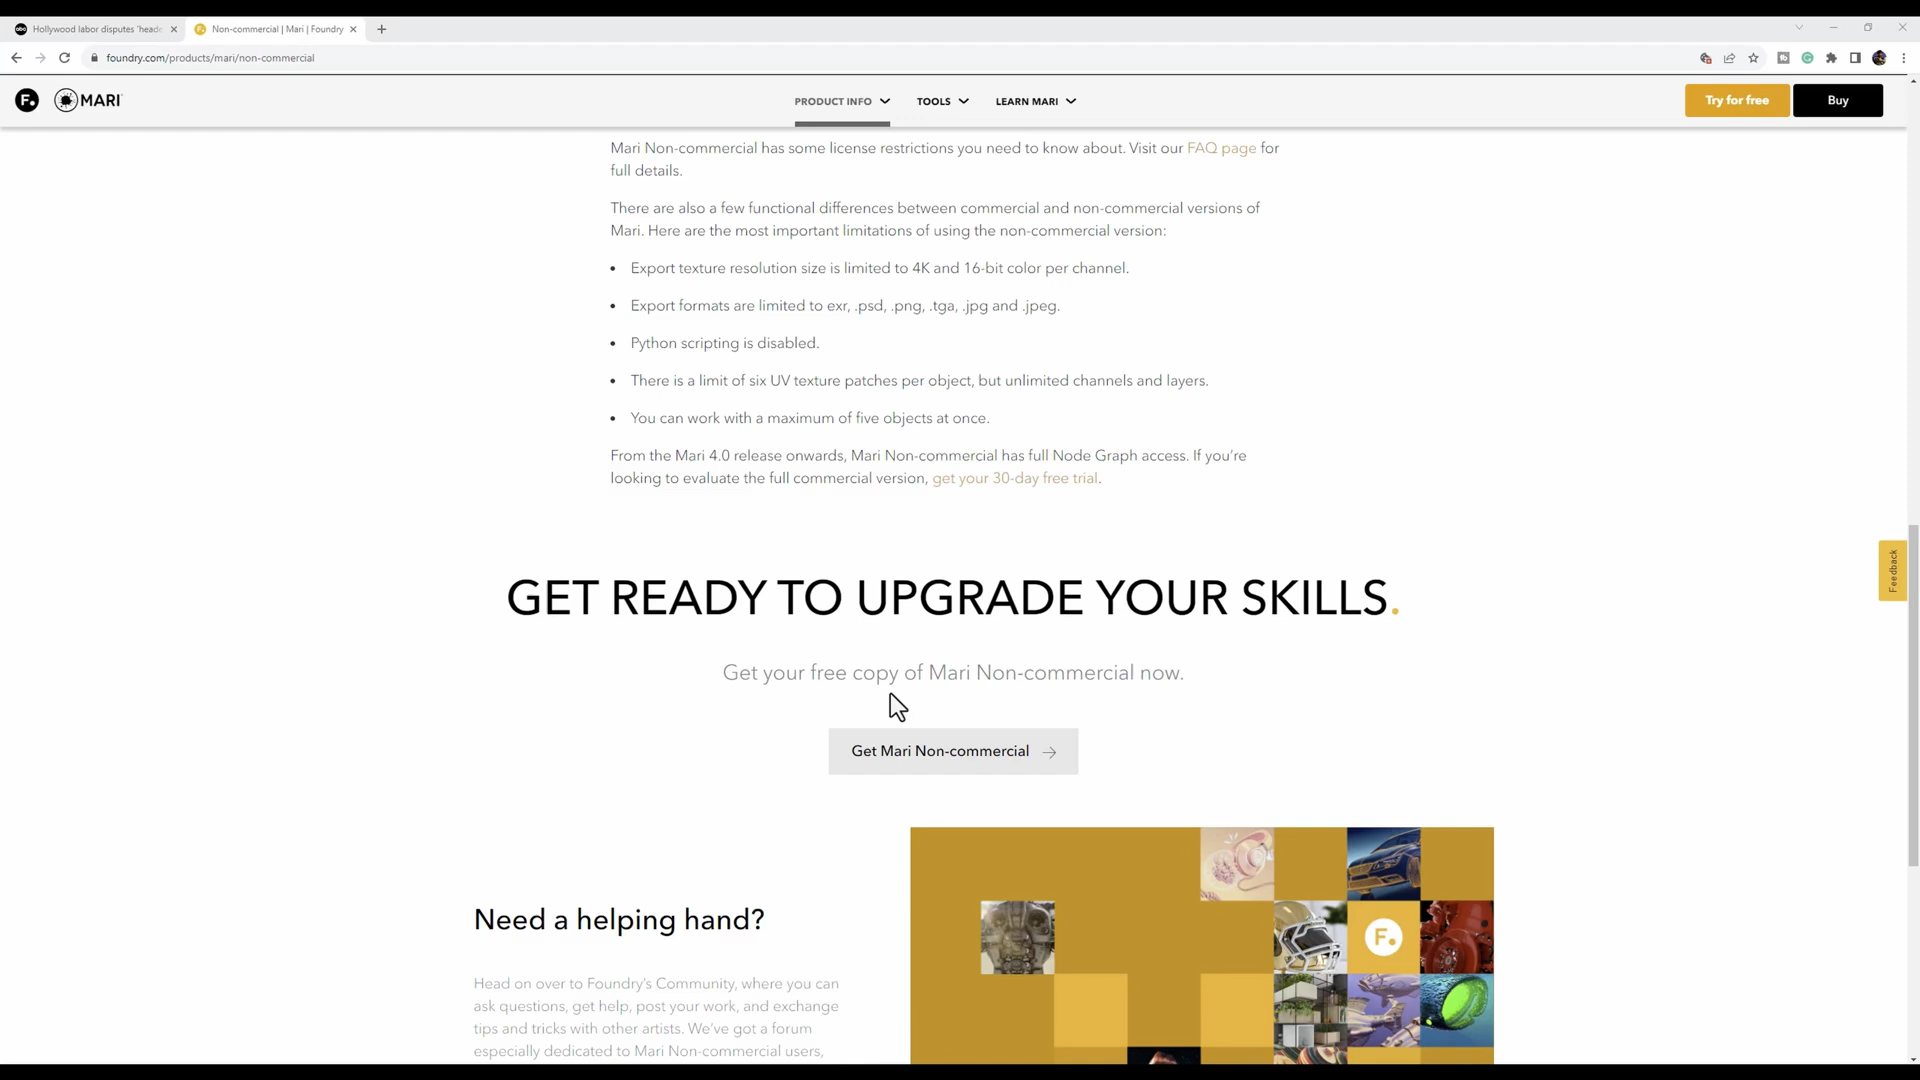 Hollywood labor disputes 'heade
Non-commercial | Mari | Foundry
foundry.com/products/mari/non-commercial
F. MARI
PRODUCT INFO
TOOLS
LEARN MARI
Try for free
Buy
Mari Non-commercial has some license restrictions you need to know about. Visit our FAQ page for
full details.
There are also a few functional differences between commercial and non-commercial versions of
Mari. Here are the most important limitations of using the non-commercial version:
• Export texture resolution size is limited to 4K and 16-bit color per channel.
• Export formats are limited to exr, .psd, .png, .tga, .jpg and .jpeg.
• Python scripting is disabled.
• There is a limit of six UV texture patches per object, but unlimited channels and layers.
• You can work with a maximum of five objects at once.
From the Mari 4.0 release onwards, Mari Non-commercial has full Node Graph access. If you're
looking to evaluate the full commercial version, get your 30-day free trial.
Feedback
GET READY TO UPGRADE YOUR SKILLS.
Get your free copy of Mari Non-commercial now.
Get Mari Non-commercial
Need a helping hand?
Head on over to Foundry's Community, where you can
ask questions, get help, post your work, and exchange
tips and tricks with other artists. We've got a forum
especially dedicated to Mari Non-commercial users,
F.